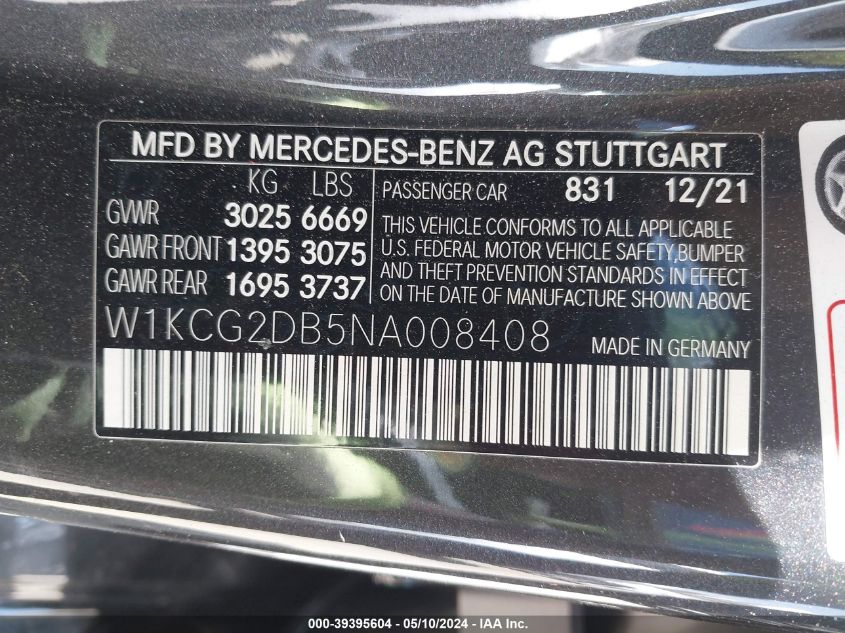 MFD BY MERCEDES-BENZ AG STUTTGART
KG LBS
GVWR 3025 6669
GAWR FRONT 1395 3075
GAWR REAR 1695 3737
PASSENGER CAR 831 12/21
THIS VEHICLE CONFORMS TO ALL APPLICABLE
U.S. FEDERAL MOTOR VEHICLE SAFETY,BUMPER
AND THEFT PREVENTION STANDARDS IN EFFECT
ON THE DATE OF MANUFACTURE SHOWN ABOVE
W1KCG2DB5NA008408
MADE IN GERMANY
000-39395604 - 05/10/2024 - IAA Inc.